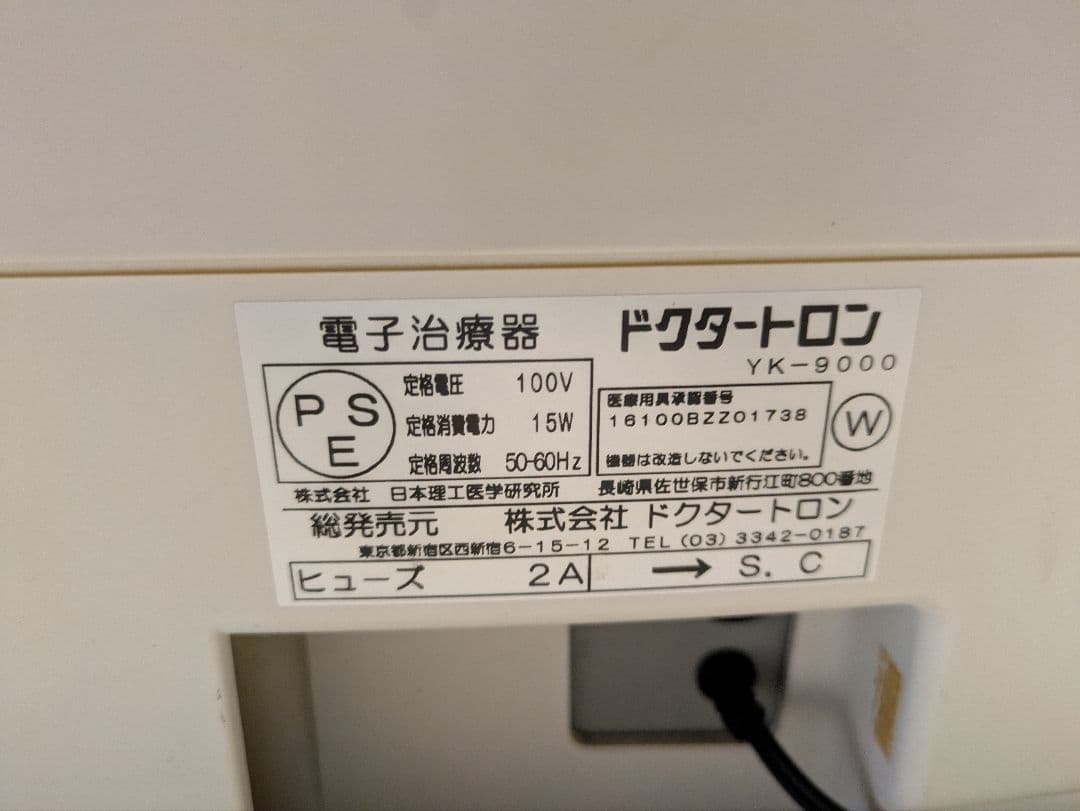 電子治療器 ドクタートロン
YK-9000
PSE
定格電圧 100V
定格消費電力 15W
定格周波数 50-60Hz
医療用具承認番号
16100BZZ01738
機器は改造しないでください。
W
株式会社 日本理工医学研究所 長崎県佐世保市新行江町800番地
総発売元 株式会社 ドクタートロン
東京都新宿区西新宿6-15-12 TEL (03) 3342-0187
ヒューズ 2A → S. C